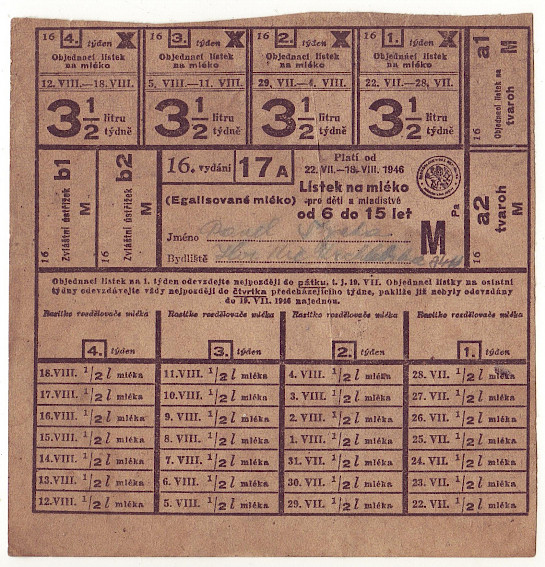 16 4. týden X
Objednací lístek
na mléko
12. VIII.—18. VIII.
3 1/2 litru
týdně
16 3. týden X
Objednací lístek
na mléko
5. VIII.—11. VIII.
3 1/2 litru
týdně
16 2. týden X
Objednací lístek
na mléko
29. VII.—4. VIII.
3 1/2 litru
týdně
16 1. týden X
Objednací lístek
na mléko
22. VII.—28. VII.
3 1/2 litru
týdně
a1 M
Objednací lístek na
tvaroh
16
b1 M
Zvláštní ústřižek
16
b2 M
Zvláštní ústřižek
16
16. vydání 17A
(Egalisované mléko)
Platí od
22. VII.—18. VIII. 1946
Lístek na mléko
pro děti a mladistvé
od 6 do 15 let
Jméno Pavel
Bydliště
M
Pa
a2 M
tvaroh
16
Objednací lístek na 1. týden odevzdejte nejpozději do pátku, t. j. 19. VII. Objednací lístky na ostatní
týdny odevzdávejte vždy nejpozději do čtvrtka předcházejícího týdne, pakliže již nebyly odevzdány
do 19. VII. 1946 najednou.
Razítko rozdělovače mléka Razítko rozdělovače mléka Razítko rozdělovače mléka Razítko rozdělovače mléka
4. týden 3. týden 2. týden 1. týden
18.VIII. 1/2 l mléka 11.VIII. 1/2 l mléka 4. VIII. 1/2 l mléka 28. VII. 1/2 l mléka
17.VIII. 1/2 l mléka 10.VIII. 1/2 l mléka 3. VIII. 1/2 l mléka 27. VII. 1/2 l mléka
16.VIII. 1/2 l mléka 9. VIII. 1/2 l mléka 2. VIII. 1/2 l mléka 26. VII. 1/2 l mléka
15.VIII. 1/2 l mléka 8. VIII. 1/2 l mléka 1. VIII. 1/2 l mléka 25. VII. 1/2 l mléka
14.VIII. 1/2 l mléka 7. VIII. 1/2 l mléka 31. VII. 1/2 l mléka 24. VII. 1/2 l mléka
13.VIII. 1/2 l mléka 6. VIII. 1/2 l mléka 30. VII. 1/2 l mléka 23. VII. 1/2 l mléka
12.VIII. 1/2 l mléka 5. VIII. 1/2 l mléka 29. VII. 1/2 l mléka 22. VII. 1/2 l mléka